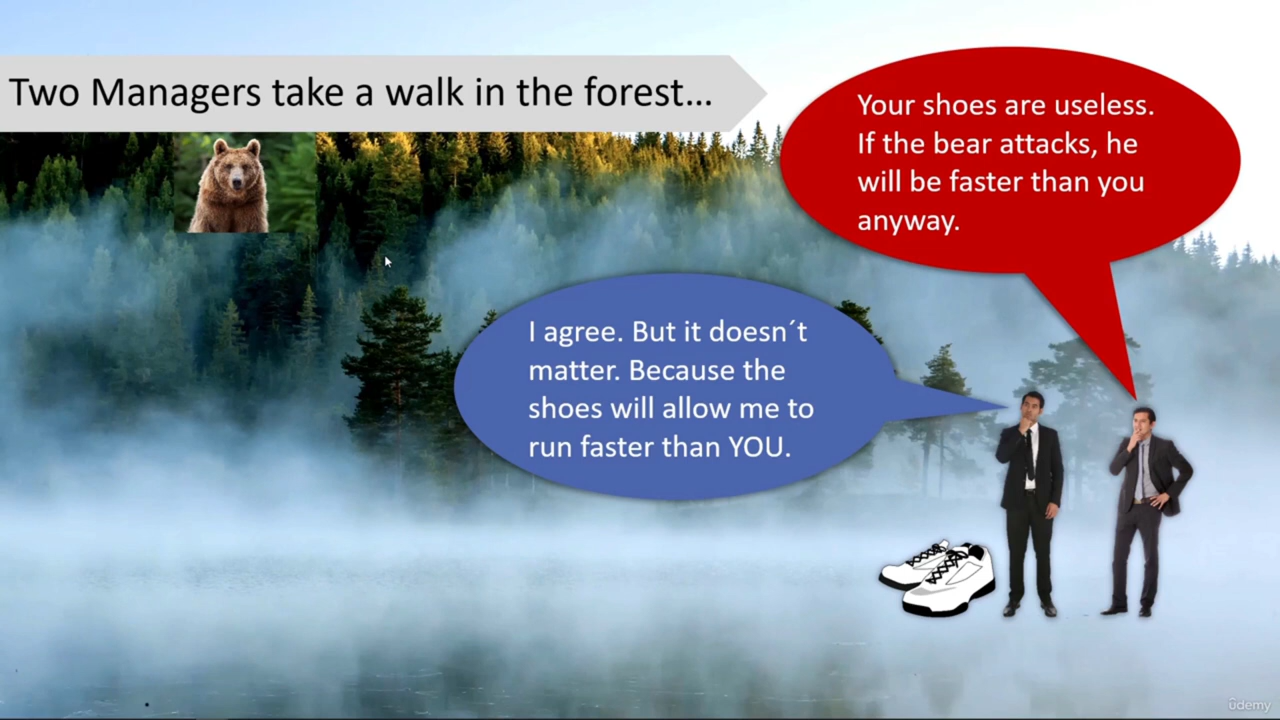 Two Managers take a walk in the forest...
Your shoes are useless.
If the bear attacks, he
will be faster than you
anyway.
I agree. But it doesn´t
matter. Because the
shoes will allow me to
run faster than YOU.
ûdemy